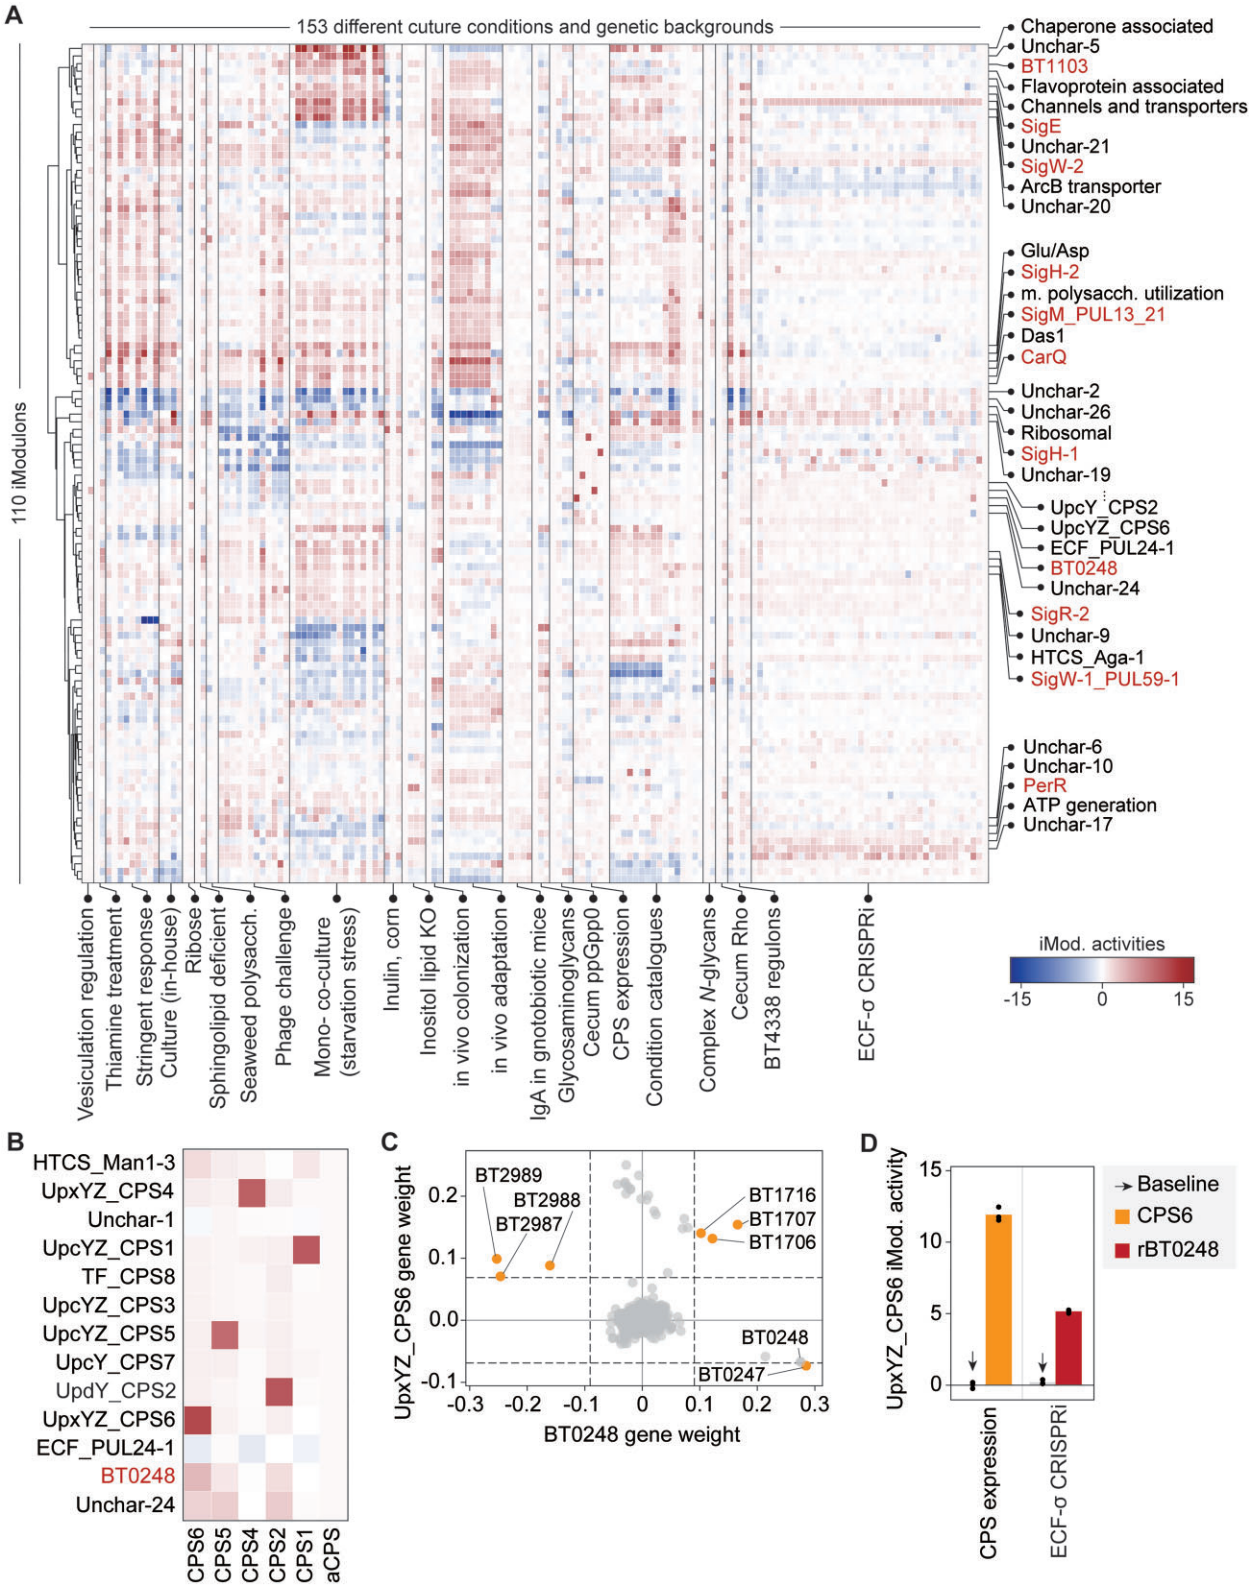 A
153 different cuture conditions and genetic backgrounds
110 iModulons
Chaperone associated
Unchar-5
BT1103
Flavoprotein associated
Channels and transporters
SigE
Unchar-21
SigW-2
ArcB transporter
Unchar-20
Glu/Asp
SigH-2
m. polysacch. utilization
SigM_PUL13_21
Das1
CarQ
Unchar-2
Unchar-26
Ribosomal
SigH-1
Unchar-19
UpcY_CPS2
UpcYZ_CPS6
ECF_PUL24-1
BT0248
Unchar-24
SigR-2
Unchar-9
HTCS_Aga-1
SigW-1_PUL59-1
Unchar-6
Unchar-10
PerR
ATP generation
Unchar-17
Vesiculation regulation
Thiamine treatment
Stringent response
Culture (in-house)
Ribose
Sphingolipid deficient
Seaweed polysacch.
Phage challenge
Mono- co-culture
(starvation stress)
Inulin, corn
Inositol lipid KO
in vivo colonization
in vivo adaptation
IgA in gnotobiotic mice
Glycosaminoglycans
Cecum ppGpp0
CPS expression
Condition catalogues
Complex N-glycans
Cecum Rho
BT4338 regulons
ECF-σ CRISPRi
iMod. activities
-15 0 15
B
HTCS_Man1-3
UpxYZ_CPS4
Unchar-1
UpcYZ_CPS1
TF_CPS8
UpcYZ_CPS3
UpcYZ_CPS5
UpcY_CPS7
UpdY_CPS2
UpxYZ_CPS6
ECF_PUL24-1
BT0248
Unchar-24
CPS6
CPS5
CPS4
CPS2
CPS1
aCPS
C
UpxYZ_CPS6 gene weight
0.2
0.1
0.0
-0.1
BT2989
BT2988
BT2987
BT1716
BT1707
BT1706
BT0248
BT0247
-0.3 -0.2 -0.1 0 0.1 0.2 0.3
BT0248 gene weight
D
UpxYZ_CPS6 iMod. activity
15
10
5
0
CPS expression
ECF-σ CRISPRi
Baseline
CPS6
rBT0248